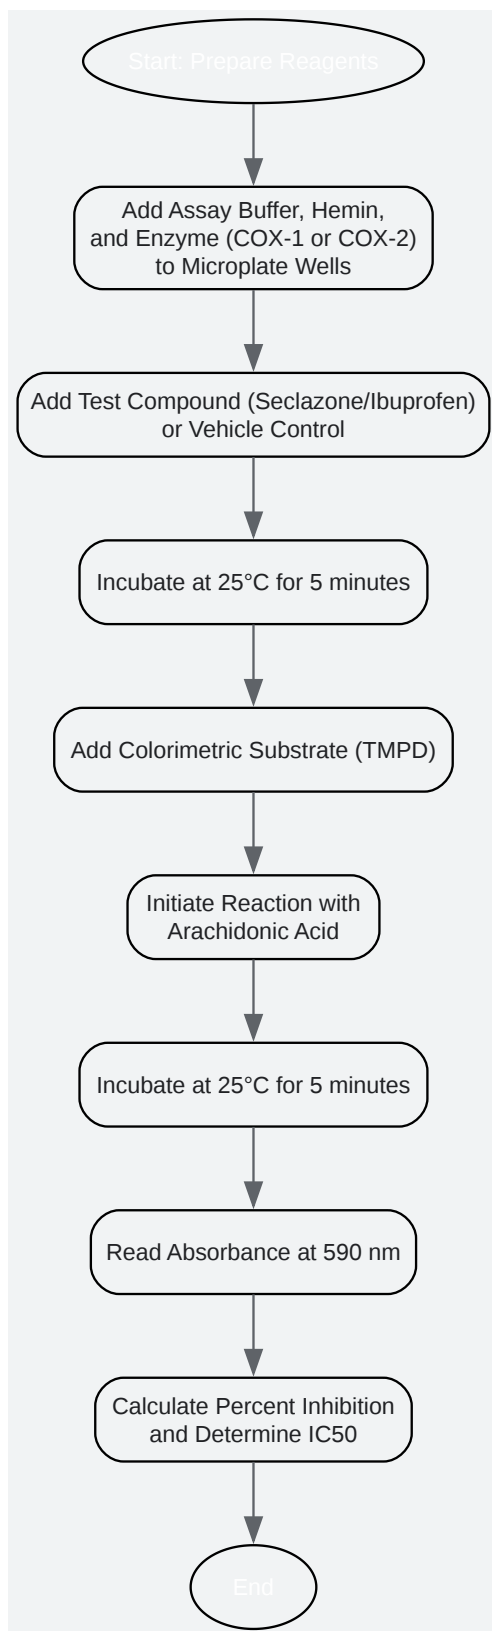 Start: Prepare Reagents
Add Assay Buffer, Hemin,
and Enzyme (COX-1 or COX-2)
to Microplate Wells
Add Test Compound (Seclazone/Ibuprofen)
or Vehicle Control
Incubate at 25°C for 5 minutes
Add Colorimetric Substrate (TMPD)
Initiate Reaction with
Arachidonic Acid
Incubate at 25°C for 5 minutes
Read Absorbance at 590 nm
Calculate Percent Inhibition
and Determine IC50
End